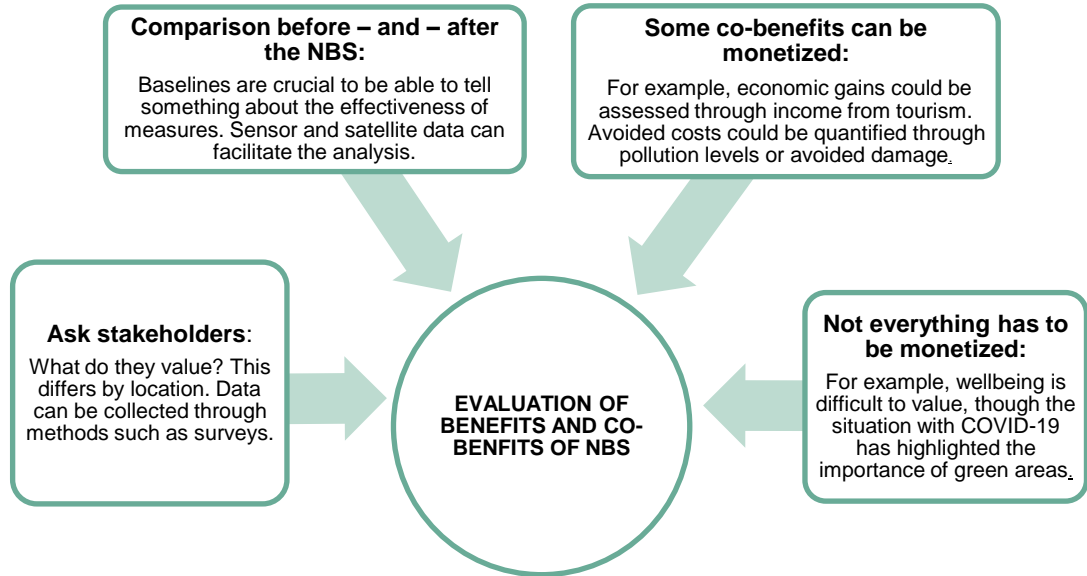 Comparison before – and – after
the NBS:
Baselines are crucial to be able to tell
something about the effectiveness of
measures. Sensor and satellite data can
facilitate the analysis.
Some co-benefits can be
monetized:
For example, economic gains could be
assessed through income from tourism.
Avoided costs could be quantified through
pollution levels or avoided damage.
Ask stakeholders:
What do they value? This
differs by location. Data
can be collected through
methods such as surveys.
EVALUATION OF
BENEFITS AND CO-
BENFITS OF NBS
Not everything has to
be monetized:
For example, wellbeing is
difficult to value, though the
situation with COVID-19
has highlighted the
importance of green areas.